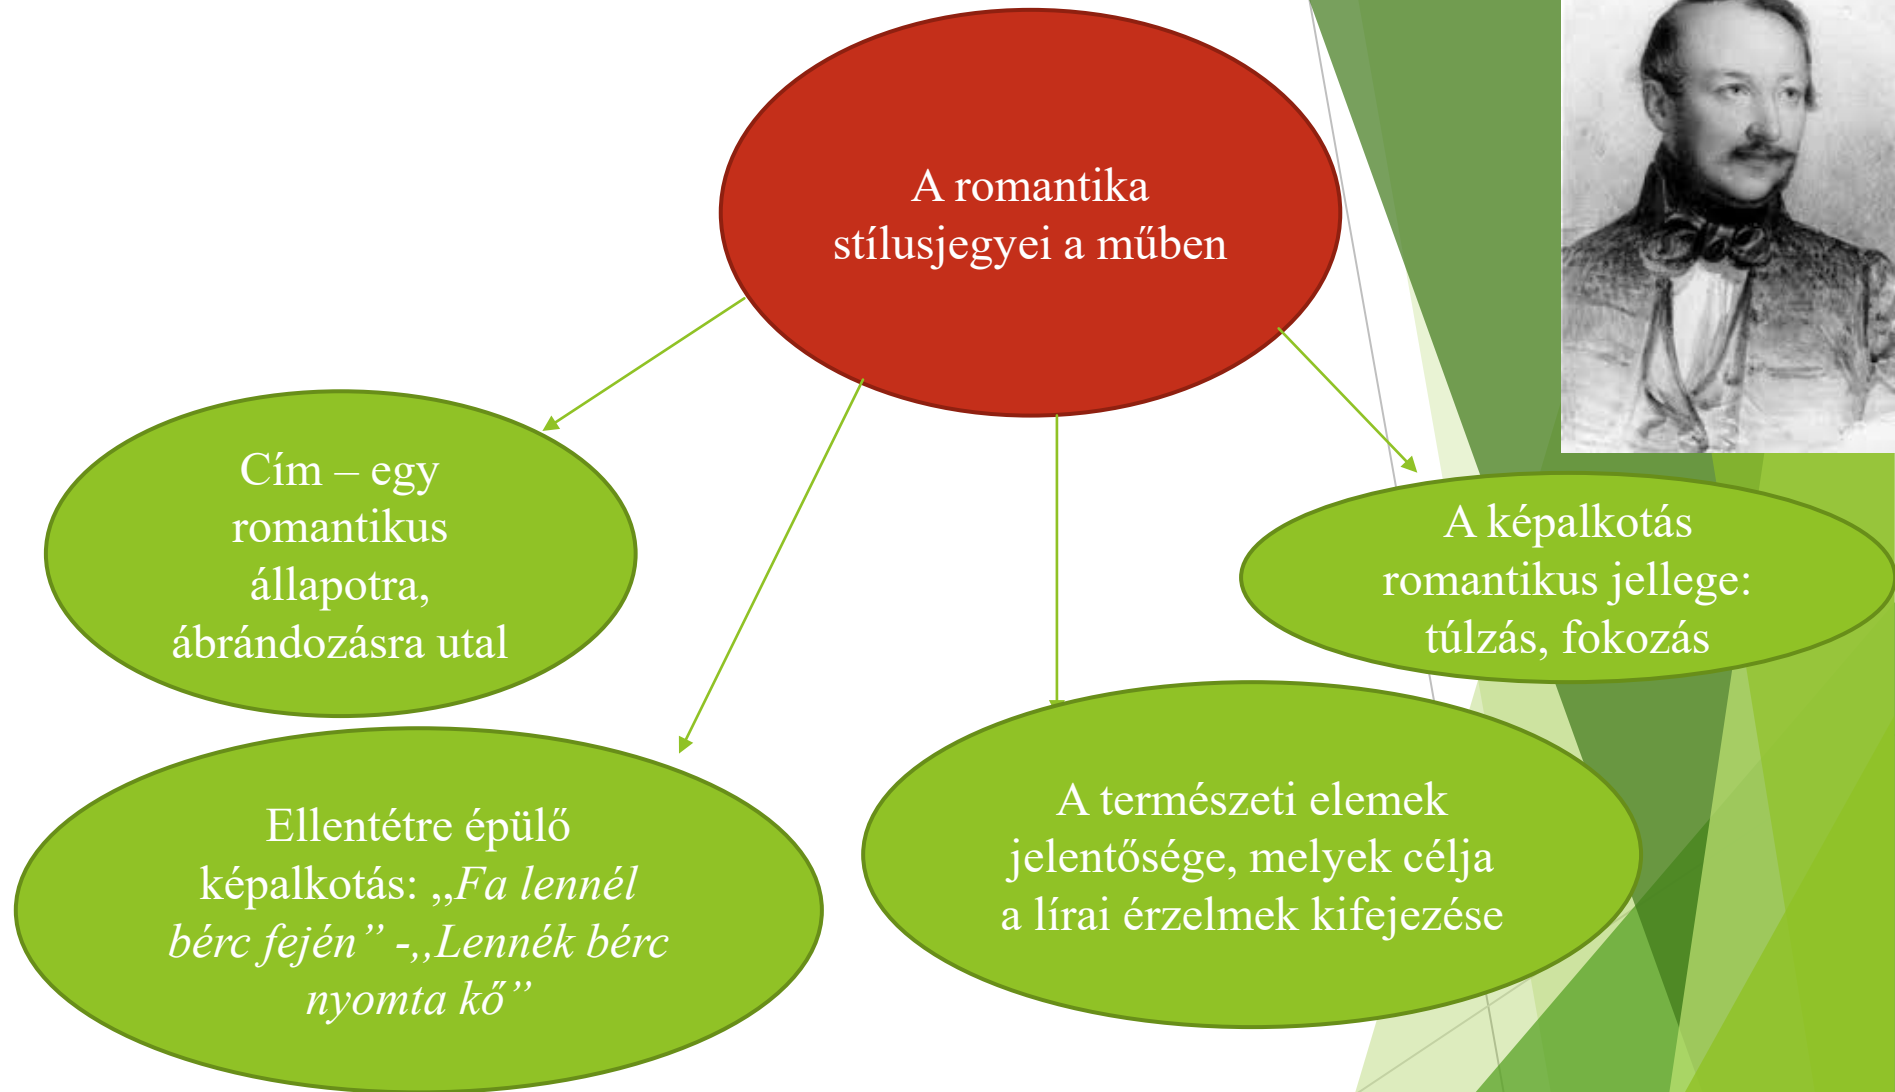 A romantika
stílusjegyei a műben
Cím – egy
romantikus
állapotra,
ábrándozásra utal
A képalkotás
romantikus jellege:
túlzás, fokozás
Ellentétre épülő
képalkotás: ,,Fa lennél
bérc fején” -,,Lennék bérc
nyomta kő”
A természeti elemek
jelentősége, melyek célja
a lírai érzelmek kifejezése